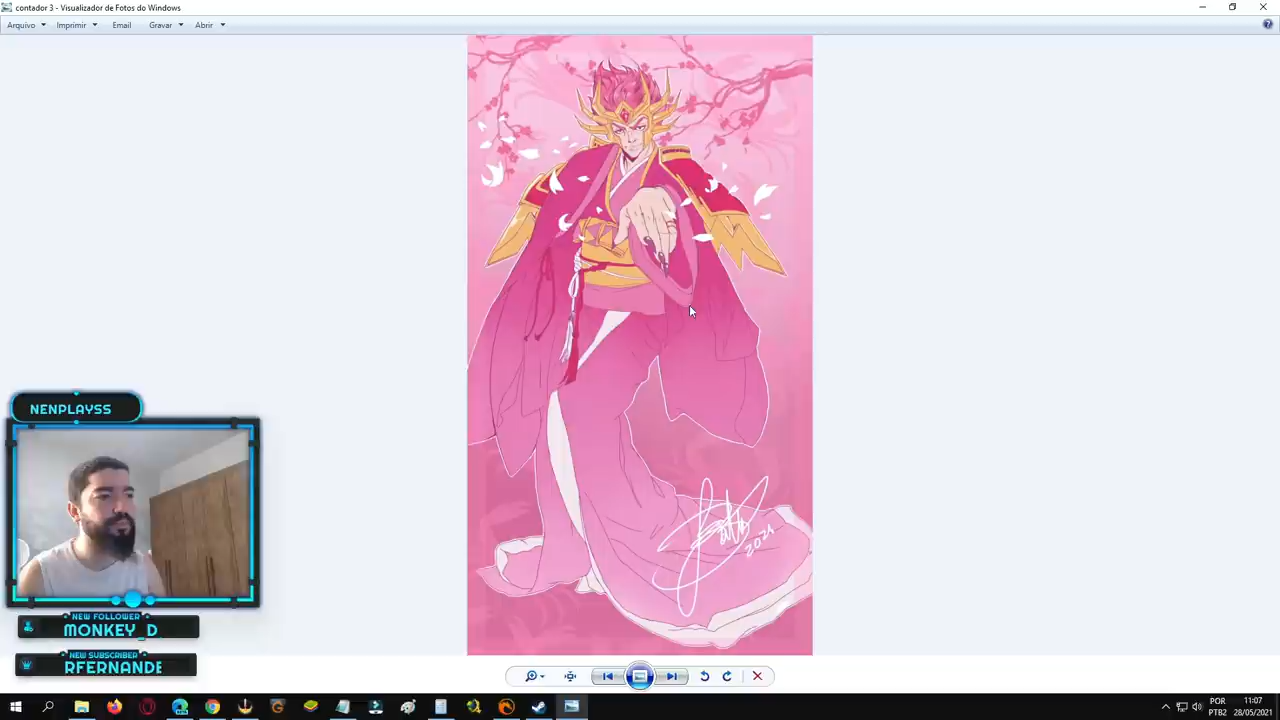 contador 3 - Visualizador de Fotos do Windows
Arquivo Imprimir Email Gravar Abrir
2021
NENPLAYSS
NEW FOLLOWER
MONKEY_D
NEW SUBSCRIBER
RFERNANDE
POR
PTB2
11:07
28/05/2021